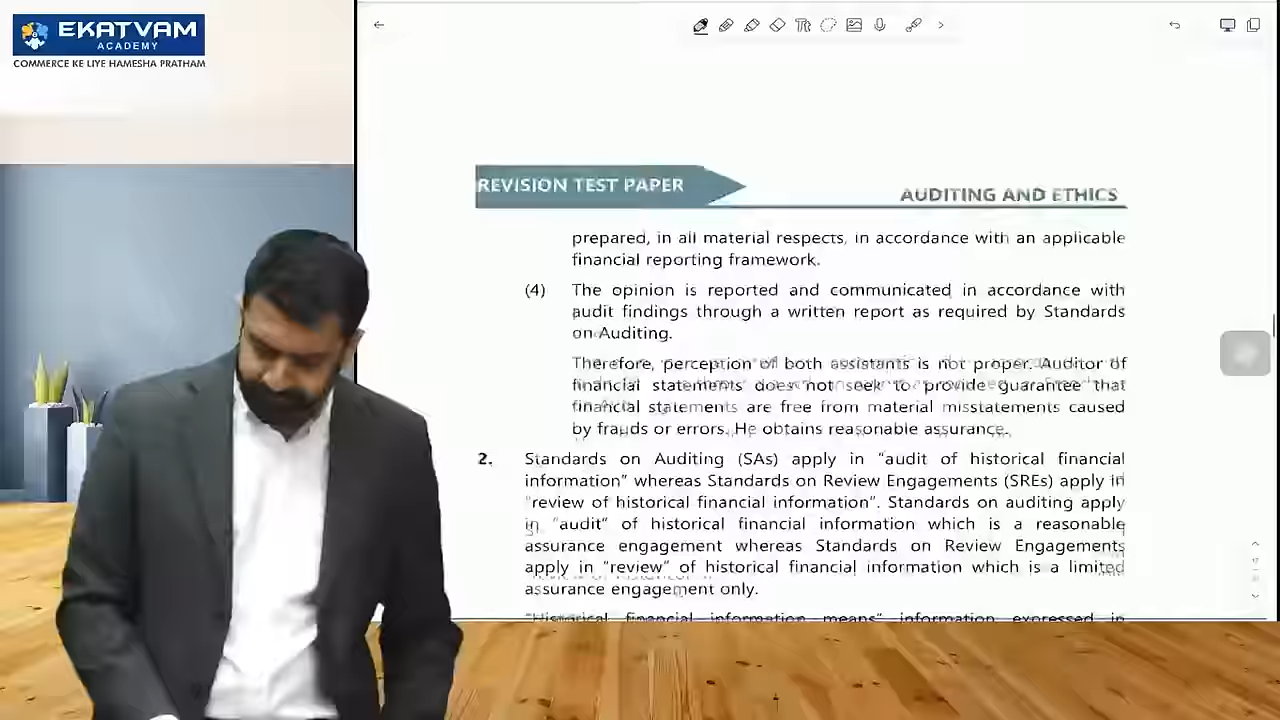 EKATVAM
ACADEMY
COMMERCE KE LIYE HAMESHA PRATHAM
REVISION TEST PAPER
AUDITING AND ETHICS
prepared, in all material respects, in accordance with an applicable
financial reporting framework.
(4) The opinion is reported and communicated in accordance with
audit findings through a written report as required by Standards
on Auditing.
Therefore, perception of both assistants is not proper. Auditor of
financial statements does not seek to provide guarantee that
financial statements are free from material misstatements caused
by frauds or errors. He obtains reasonable assurance.
2. Standards on Auditing (SAs) apply in "audit of historical financial
information" whereas Standards on Review Engagements (SREs) apply in
"review of historical financial information". Standards on auditing apply
in "audit" of historical financial information which is a reasonable
assurance engagement whereas Standards on Review Engagements
apply in "review" of historical financial information which is a limited
assurance engagement only.
"Historical financial information means" information expressed in